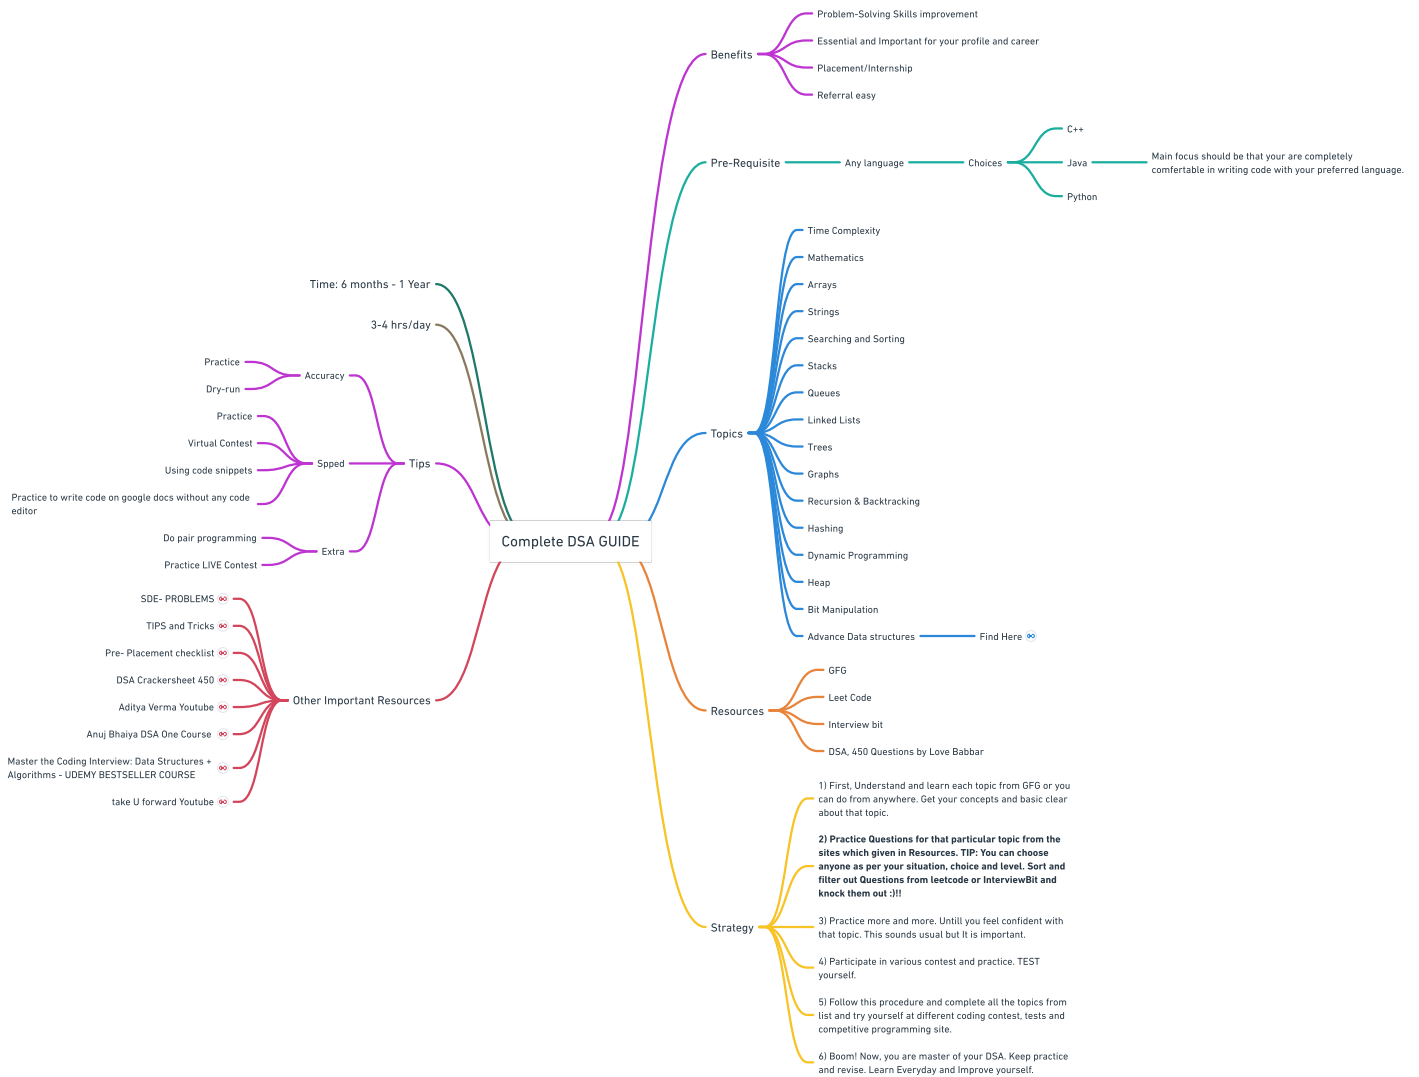 Complete DSA GUIDE
Benefits
Problem-Solving Skills improvement
Essential and Important for your profile and career
Placement/Internship
Referral easy
Pre-Requisite
Any language
Choices
C++
Java
Main focus should be that your are completely
comfertable in writing code with your preferred language.
Python
Topics
Time Complexity
Mathematics
Arrays
Strings
Searching and Sorting
Stacks
Queues
Linked Lists
Trees
Graphs
Recursion & Backtracking
Hashing
Dynamic Programming
Heap
Bit Manipulation
Advance Data structures
Find Here
Resources
GFG
Leet Code
Interview bit
DSA, 450 Questions by Love Babbar
Strategy
1) First, Understand and learn each topic from GFG or you
can do from anywhere. Get your concepts and basic clear
about that topic.
2) Practice Questions for that particular topic from the
sites which given in Resources. TIP: You can choose
anyone as per your situation, choice and level. Sort and
filter out Questions from leetcode or InterviewBit and
knock them out :)!!
3) Practice more and more. Untill you feel confident with
that topic. This sounds usual but It is important.
4) Participate in various contest and practice. TEST
yourself.
5) Follow this procedure and complete all the topics from
list and try yourself at different coding contest, tests and
competitive programming site.
6) Boom! Now, you are master of your DSA. Keep practice
and revise. Learn Everyday and Improve yourself.
Time: 6 months - 1 Year
3-4 hrs/day
Tips
Accuracy
Practice
Dry-run
Spped
Practice
Virtual Contest
Using code snippets
Practice to write code on google docs without any code
editor
Extra
Do pair programming
Practice LIVE Contest
Other Important Resources
SDE- PROBLEMS
TIPS and Tricks
Pre- Placement checklist
DSA Crackersheet 450
Aditya Verma Youtube
Anuj Bhaiya DSA One Course
Master the Coding Interview: Data Structures +
Algorithms - UDEMY BESTSELLER COURSE
take U forward Youtube